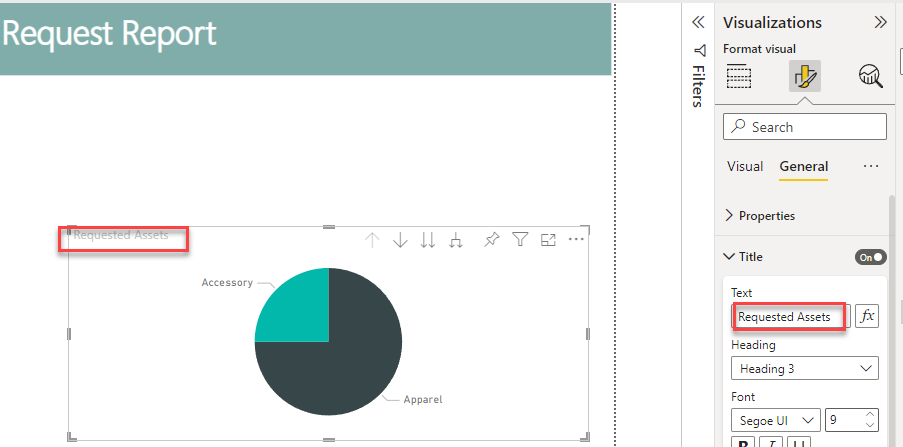 Request Report
Requested Assets
Accessory
Apparel
Filters
Visualizations
Format visual
Search
Visual General
Properties
Title On
Text
Requested Assets fx
Heading
Heading 3
Font
Segoe UI 9
B I U